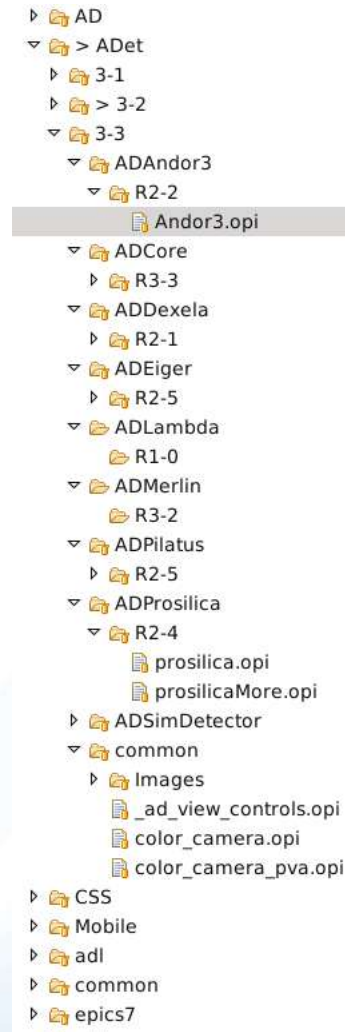 AD
> ADet
3-1
> 3-2
3-3
ADAndor3
R2-2
Andor3.opi
ADCore
R3-3
ADDexela
R2-1
ADEiger
R2-5
ADLambda
R1-0
ADMerlin
R3-2
ADPilatus
R2-5
ADProsilica
R2-4
prosilica.opi
prosilicaMore.opi
ADSimDetector
common
Images
_ad_view_controls.opi
color_camera.opi
color_camera_pva.opi
CSS
Mobile
adl
common
epics7